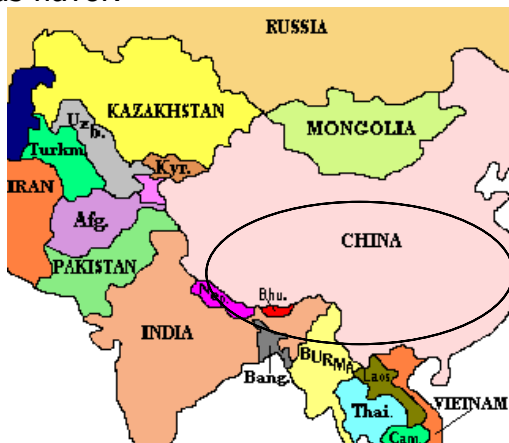 RUSSIA
KAZAKHSTAN
MONGOLIA
Uzb.
Turkm.
Kyr.
IRAN
Afg.
CHINA
PAKISTAN
Nep.
Bhu.
INDIA
BURMA
Bang.
Laos
VIETNAM
Thai.
Cam.